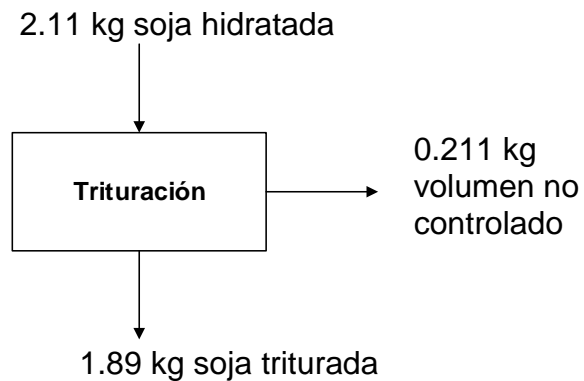 2.11 kg soja hidratada
Trituración
0.211 kg
volumen no
controlado
1.89 kg soja triturada